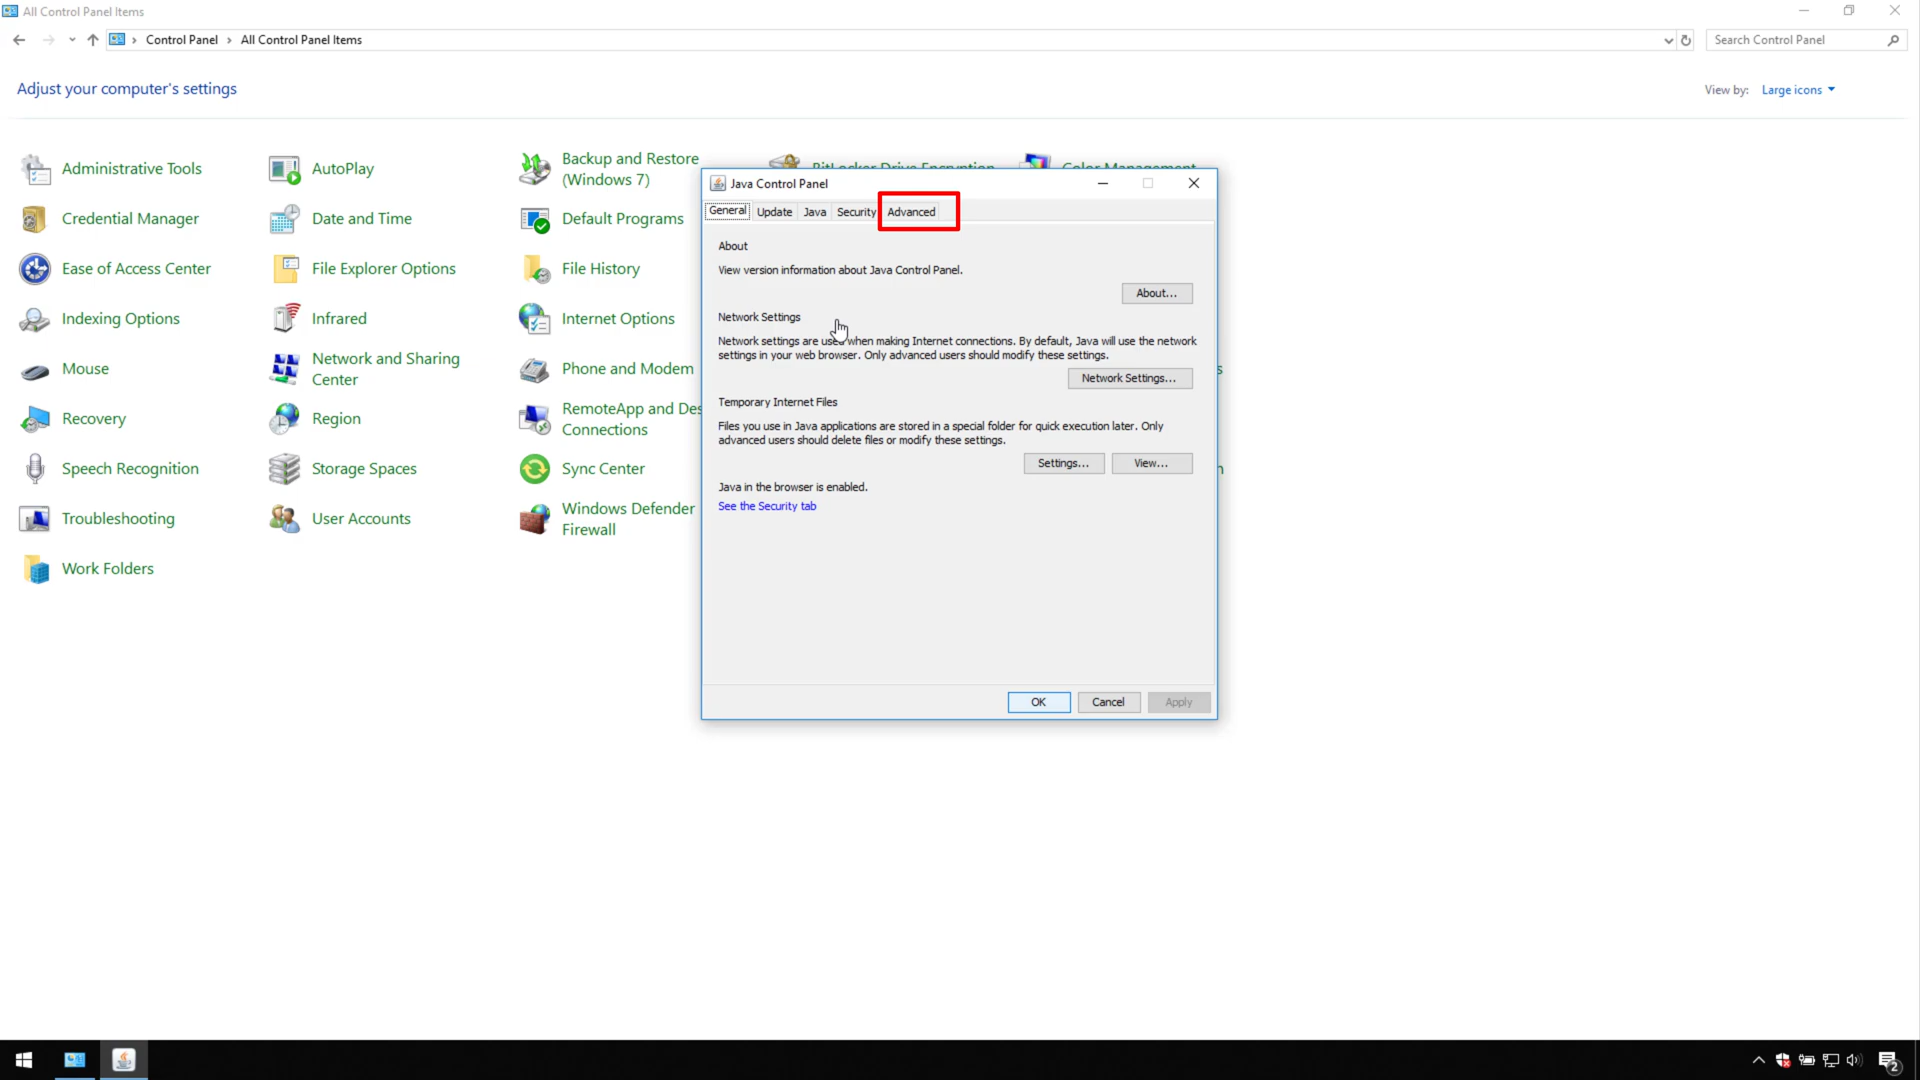 All Control Panel Items
Control Panel > All Control Panel Items
Search Control Panel
Adjust your computer's settings
View by: Large icons
Administrative Tools
AutoPlay
Backup and Restore
(Windows 7)
BitLocker Drive Encryption
Color Management
Credential Manager
Date and Time
Default Programs
Ease of Access Center
File Explorer Options
File History
Indexing Options
Infrared
Internet Options
Mouse
Network and Sharing
Center
Phone and Modem
Recovery
Region
RemoteApp and Des
Connections
Speech Recognition
Storage Spaces
Sync Center
Troubleshooting
User Accounts
Windows Defender
Firewall
Work Folders
Java Control Panel
General Update Java Security Advanced
About
View version information about Java Control Panel.
About...
Network Settings
Network settings are used when making Internet connections. By default, Java will use the network
settings in your web browser. Only advanced users should modify these settings.
Network Settings...
Temporary Internet Files
Files you use in Java applications are stored in a special folder for quick execution later. Only
advanced users should delete files or modify these settings.
Settings... View...
Java in the browser is enabled.
See the Security tab
OK Cancel Apply
2